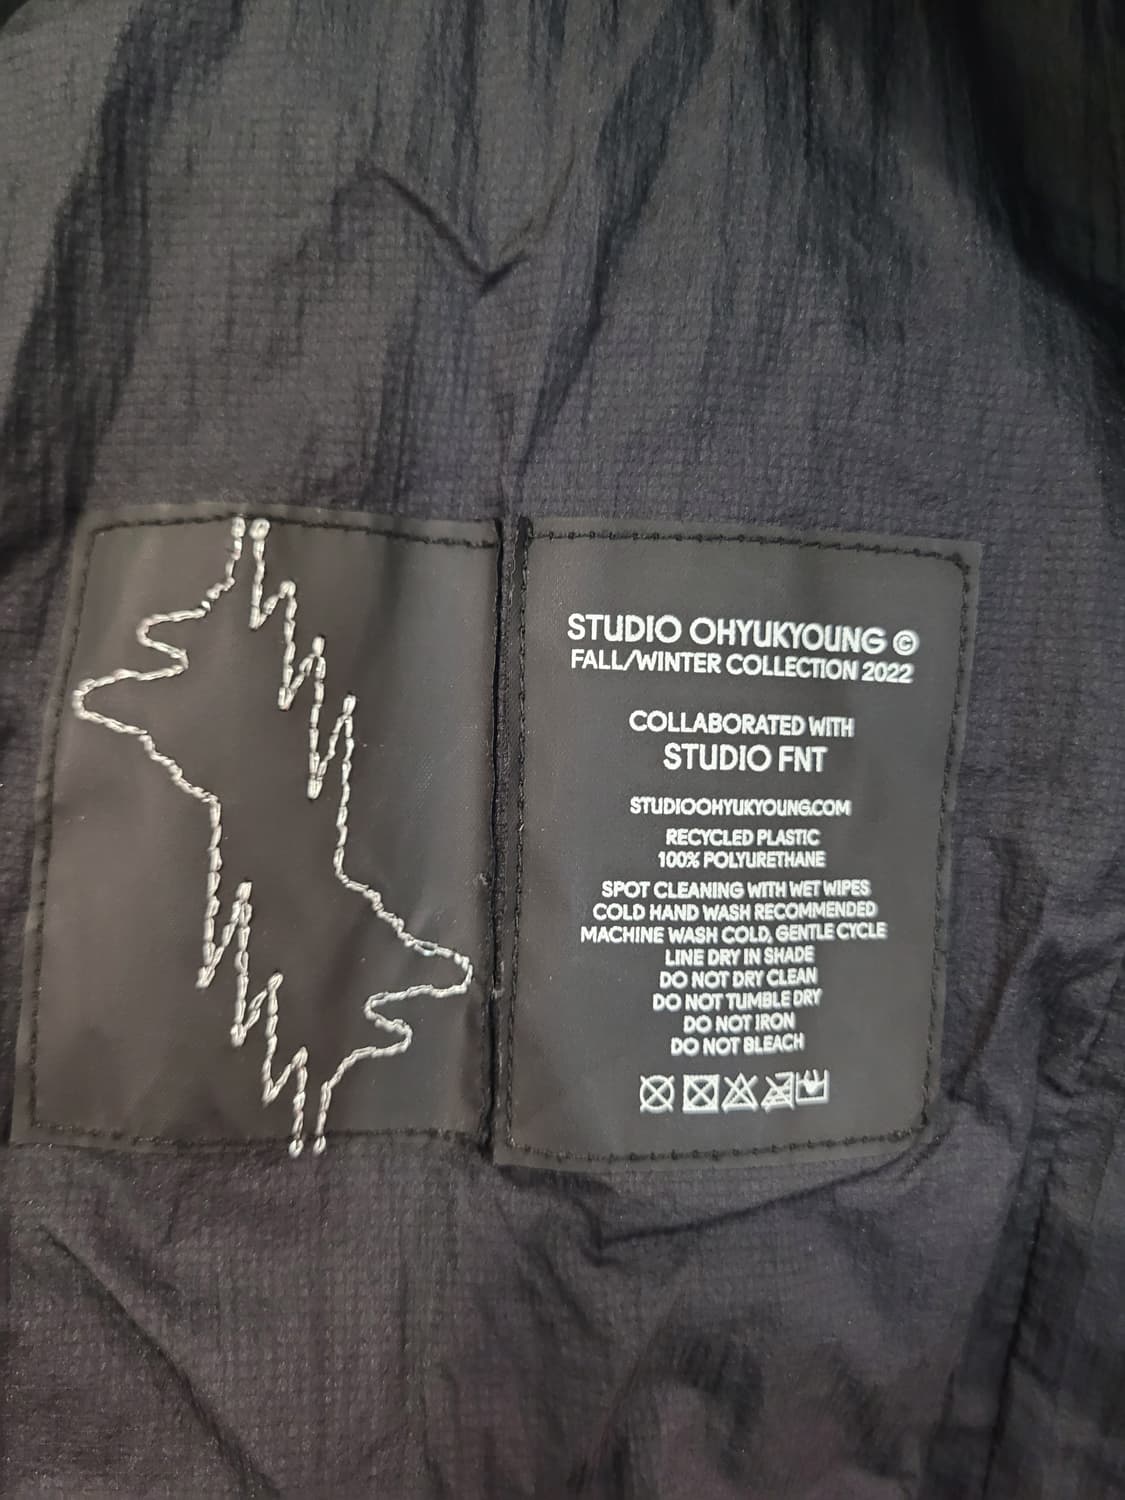 STUDIO OHYUKYOUNG ©
FALL/WINTER COLLECTION 2022
COLLABORATED WITH
STUDIO FNT
STUDIOOHYUKYOUNG.COM
RECYCLED PLASTIC
100% POLYURETHANE
SPOT CLEANING WITH WET WIPES
COLD HAND WASH RECOMMENDED
MACHINE WASH COLD, GENTLE CYCLE
LINE DRY IN SHADE
DO NOT DRY CLEAN
DO NOT TUMBLE DRY
DO NOT IRON
DO NOT BLEACH